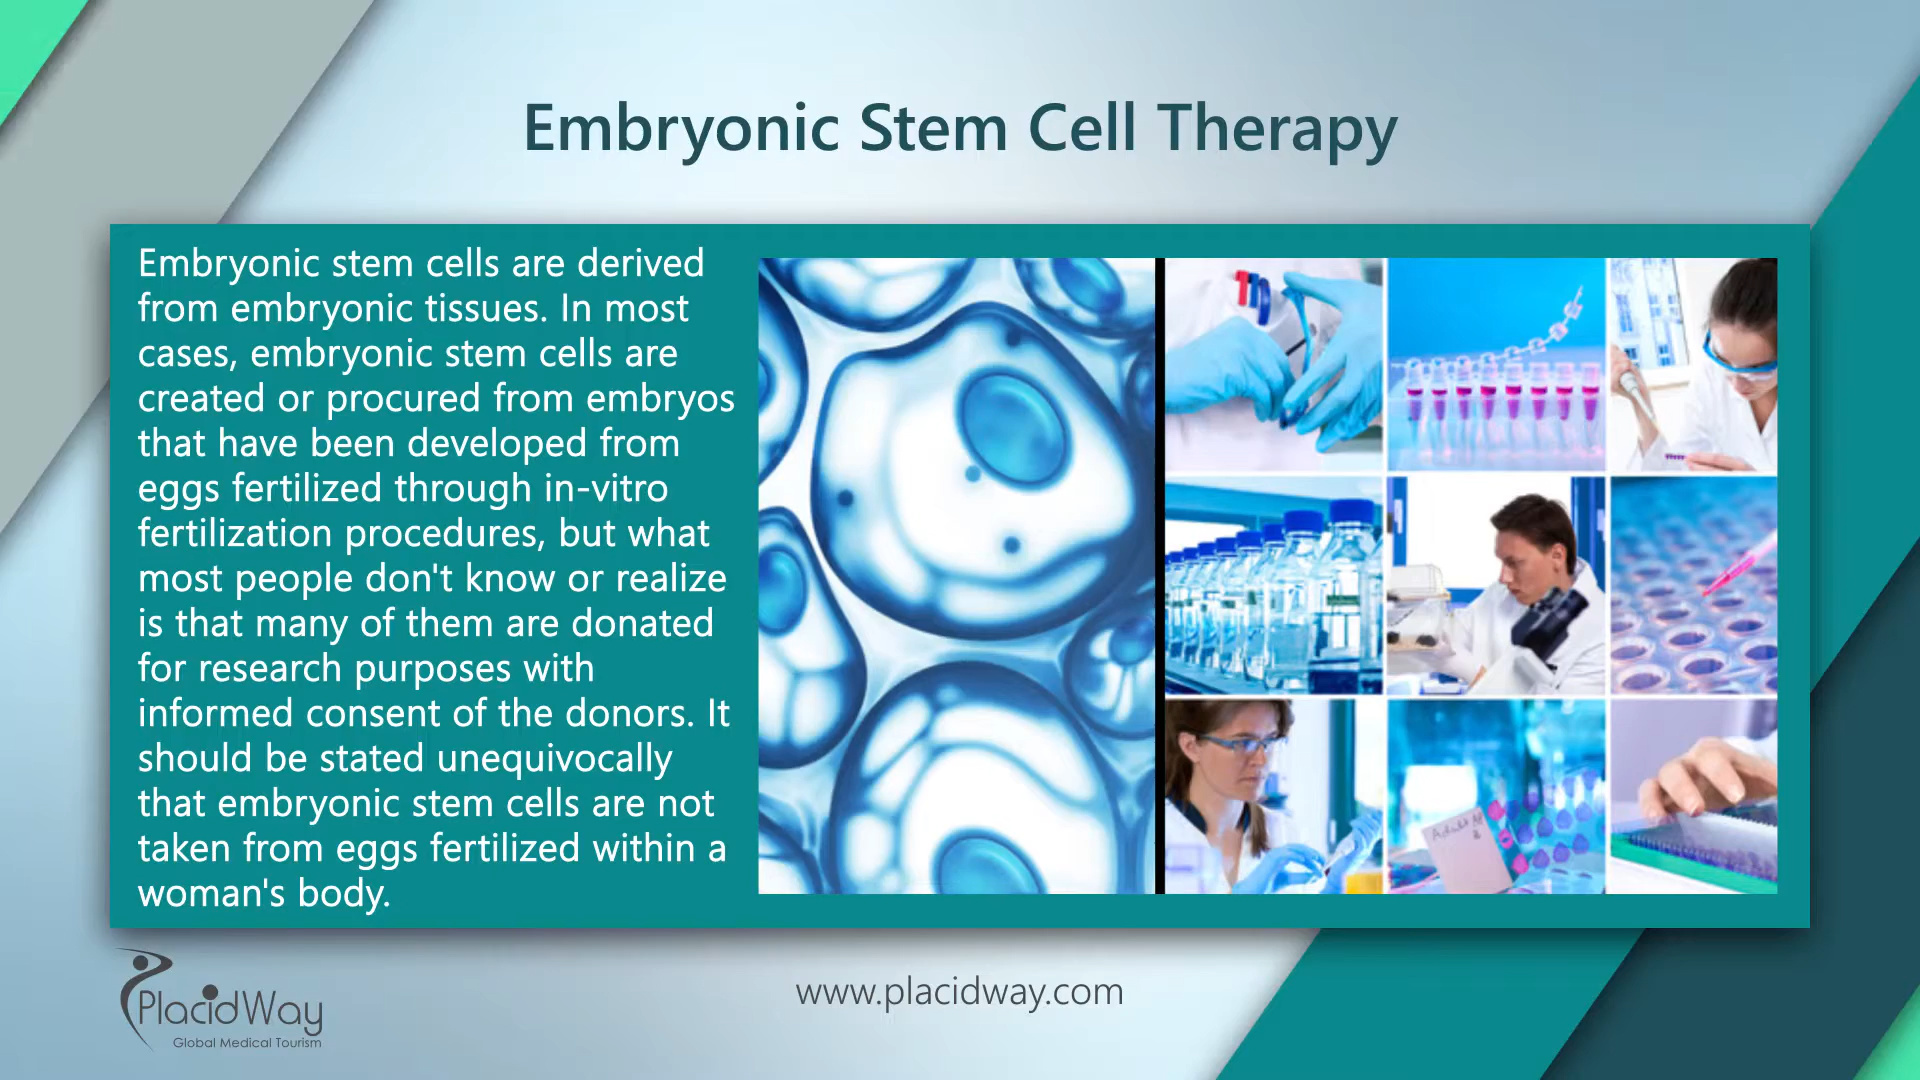 Embryonic Stem Cell Therapy
Embryonic stem cells are derived
from embryonic tissues. In most
cases, embryonic stem cells are
created or procured from embryos
that have been developed from
eggs fertilized through in-vitro
fertilization procedures, but what
most people don't know or realize
is that many of them are donated
for research purposes with
informed consent of the donors. It
should be stated unequivocally
that embryonic stem cells are not
taken from eggs fertilized within a
woman's body.
PlacidWay
Global Medical Tourism
www.placidway.com